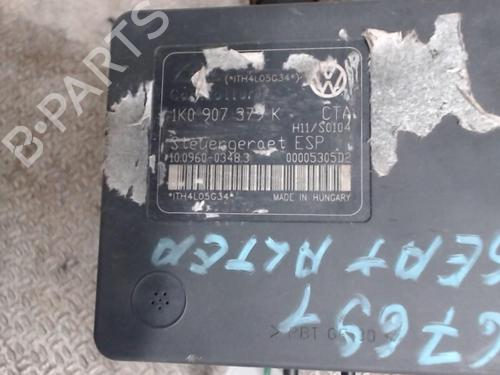 B-PARTS
(*1TH4L05G34*)
1K0 907 379 K CTA
H11/S0104
Steuergeraet ESP
10.0960-0348.3 00005305D2
*1TH4L05G34* MADE IN HUNGARY
SEAT ALTEA